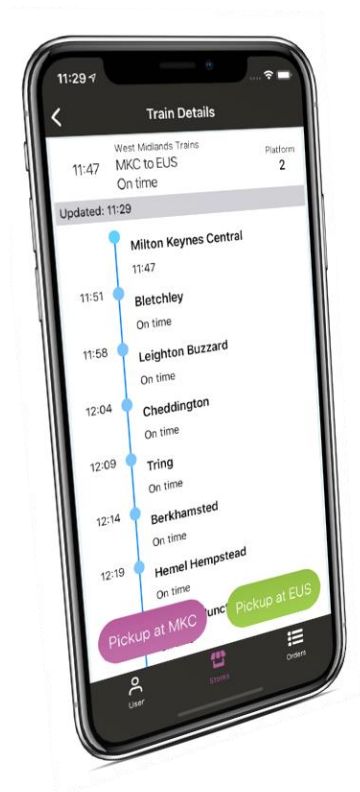 11:29
Train Details
West Midlands Trains
Platform
11:47 MKC to EUS 2
On time
Updated: 11:29
Milton Keynes Central
11:47
11:51 Bletchley
On time
11:58 Leighton Buzzard
On time
12:04 Cheddington
On time
12:09 Tring
On time
12:14 Berkhamsted
On time
12:19 Hemel Hempstead
On time
Pickup at MKC
Pickup at EUS
User
Stores
Orders